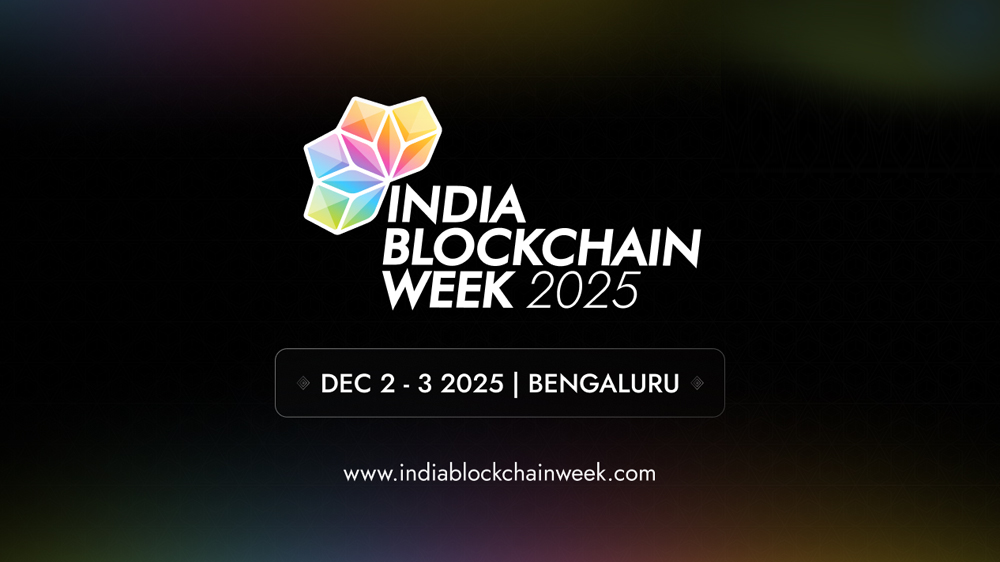 INDIA
BLOCKCHAIN
WEEK 2025
DEC 2 - 3 2025 | BENGALURU
www.indiablockchainweek.com